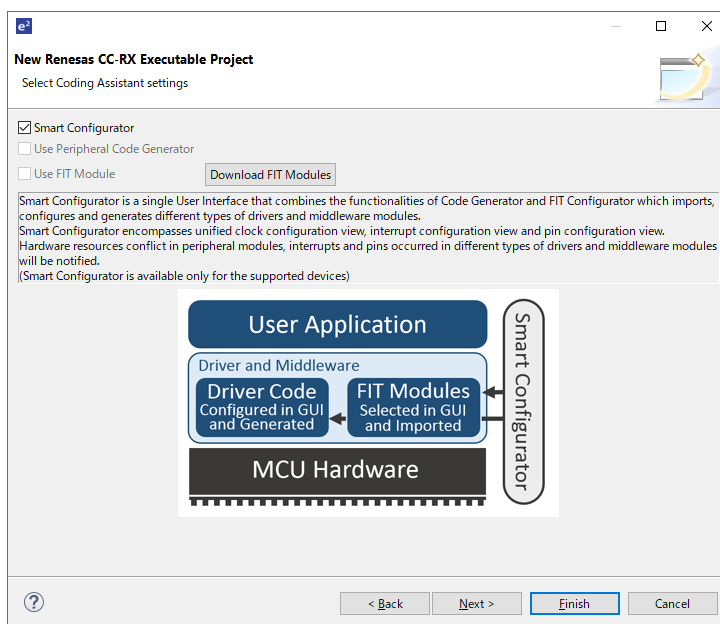 e²
New Renesas CC-RX Executable Project
Select Coding Assistant settings
Smart Configurator
Use Peripheral Code Generator
Use FIT Module
Download FIT Modules
Smart Configurator is a single User Interface that combines the functionalities of Code Generator and FIT Configurator which imports,
configures and generates different types of drivers and middleware modules.
Smart Configurator encompasses unified clock configuration view, interrupt configuration view and pin configuration view.
Hardware resources conflict in peripheral modules, interrupts and pins occurred in different types of drivers and middleware modules
will be notified.
(Smart Configurator is available only for the supported devices)
User Application
Driver and Middleware
Driver Code
Configured in GUI
and Generated
FIT Modules
Selected in GUI
and Imported
MCU Hardware
Smart Configurator
?
< Back
Next >
Finish
Cancel